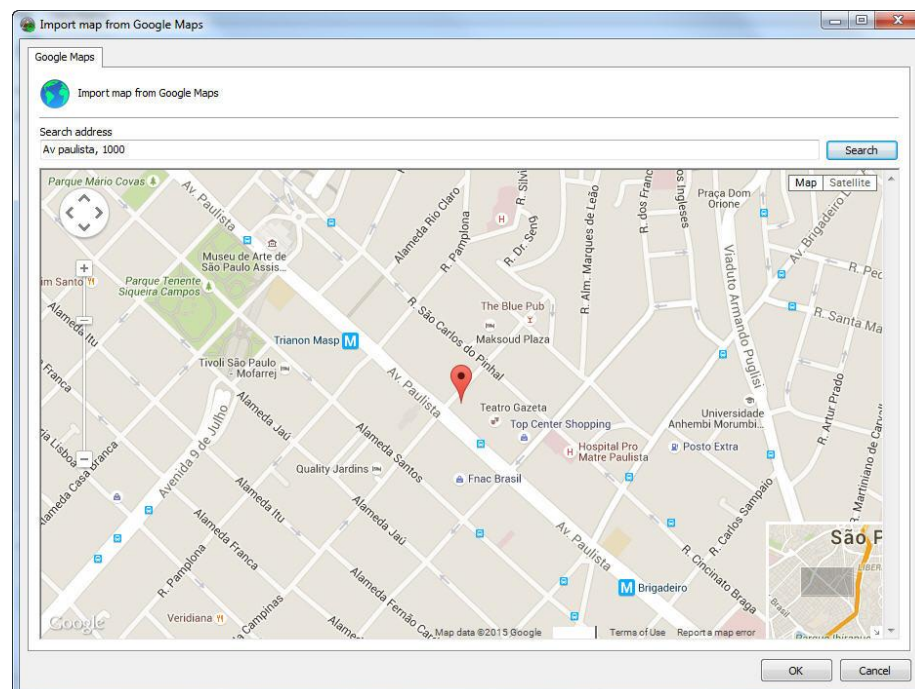 Import map from Google Maps
Google Maps
Import map from Google Maps
Search address
Av paulista, 1000
Search
Parque Mário Covas
Av. Paulista
Map
Satellite
Praça Dom
Orione
Av. Brigadeiro
Viaduto Armando Puglisi
R. dos Ingleses
R. Alm. Marques de Leão
R. Dr. Seng
R. Pamplona
Alameda Rio Claro
Museu de Arte de
São Paulo Assis...
Parque Tenente
Siqueira Campos
Alameda Itu
R. São Carlos do Pinhal
The Blue Pub
Maksoud Plaza
R. Santa
Trianon Masp
Tivoli São Paulo
- Mofarrej
Av. Paulista
Teatro Gazeta
Top Center Shopping
Universidade
Anhembi Morumbi...
R. Artur Prado
Avenida 9 de Julho
Alameda Jaú
Alameda Santos
Hospital Pro
Matre Paulista
Posto Extra
Quality Jardins
Fnac Brasil
Alameda Casa Branca
Alameda Itu
Alameda Jaú
R. Carlos Sampaio
R. Martiniano de
Alameda Franca
R. Pamplona
Av. Paulista
R. Cincinato Braga
Brigadeiro
São P
Brasil
Veridiana
Campinas
Alameda Fernão
Google
Map data ©2015 Google
Terms of Use
Report a map error
OK
Cancel